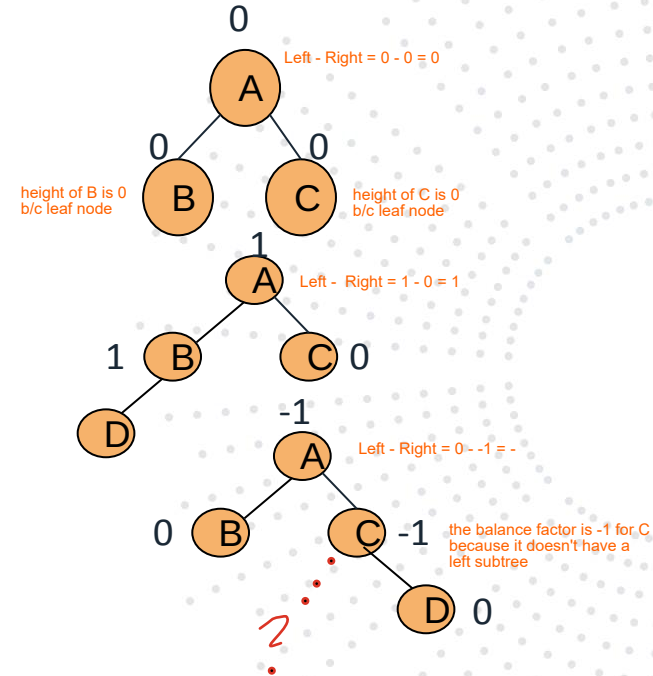 0
Left - Right = 0 - 0 = 0
A
0
0
B
C
height of B is 0
b/c leaf node
height of C is 0
b/c leaf node
1
A
Left - Right = 1 - 0 = 1
1
B
C
0
D
-1
A
Left - Right = 0 - -1 = -
0
B
C
-1
the balance factor is -1 for C
because it doesn't have a
left subtree
D
0
?